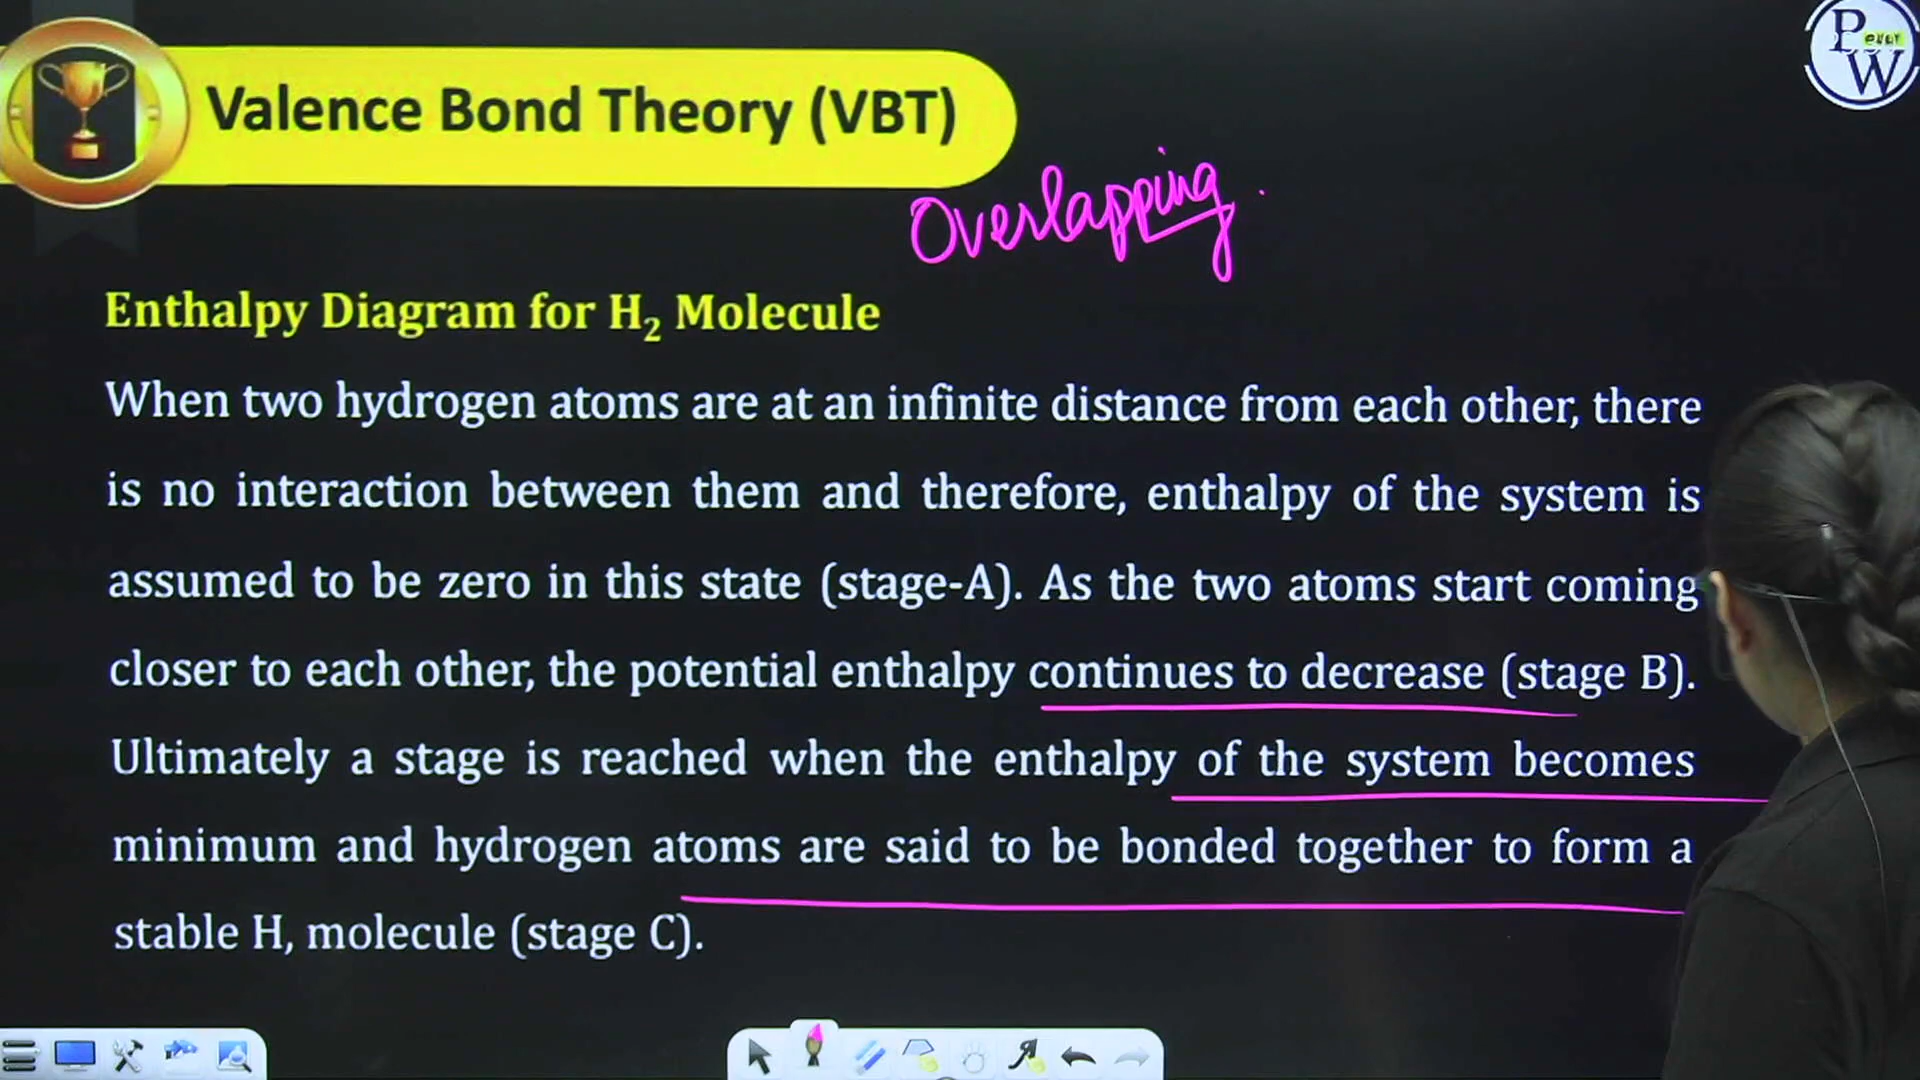 Valence Bond Theory (VBT)
P
W
Overlapping
Enthalpy Diagram for H₂ Molecule
When two hydrogen atoms are at an infinite distance from each other, there
is no interaction between them and therefore, enthalpy of the system is
assumed to be zero in this state (stage-A). As the two atoms start coming
closer to each other, the potential enthalpy continues to decrease (stage B).
Ultimately a stage is reached when the enthalpy of the system becomes
minimum and hydrogen atoms are said to be bonded together to form a
stable H, molecule (stage C).